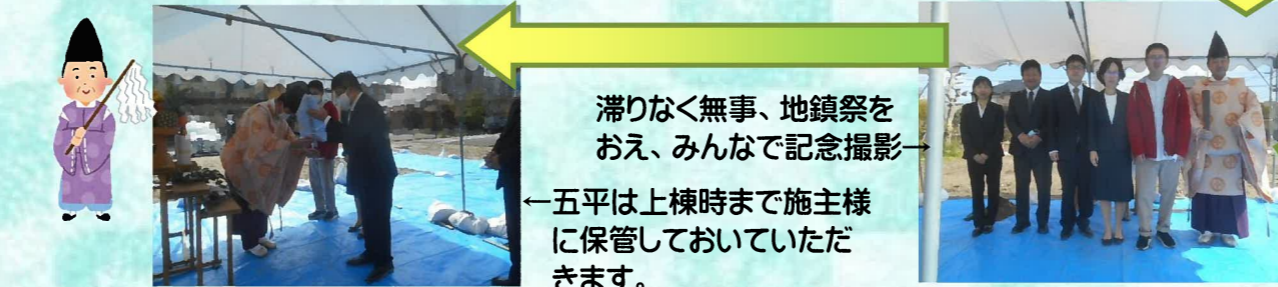 滞りなく無事、地鎮祭を
おえ、みんなで記念撮影→
←五平は上棟時まで施主様
に保管しておいていただ
きます。